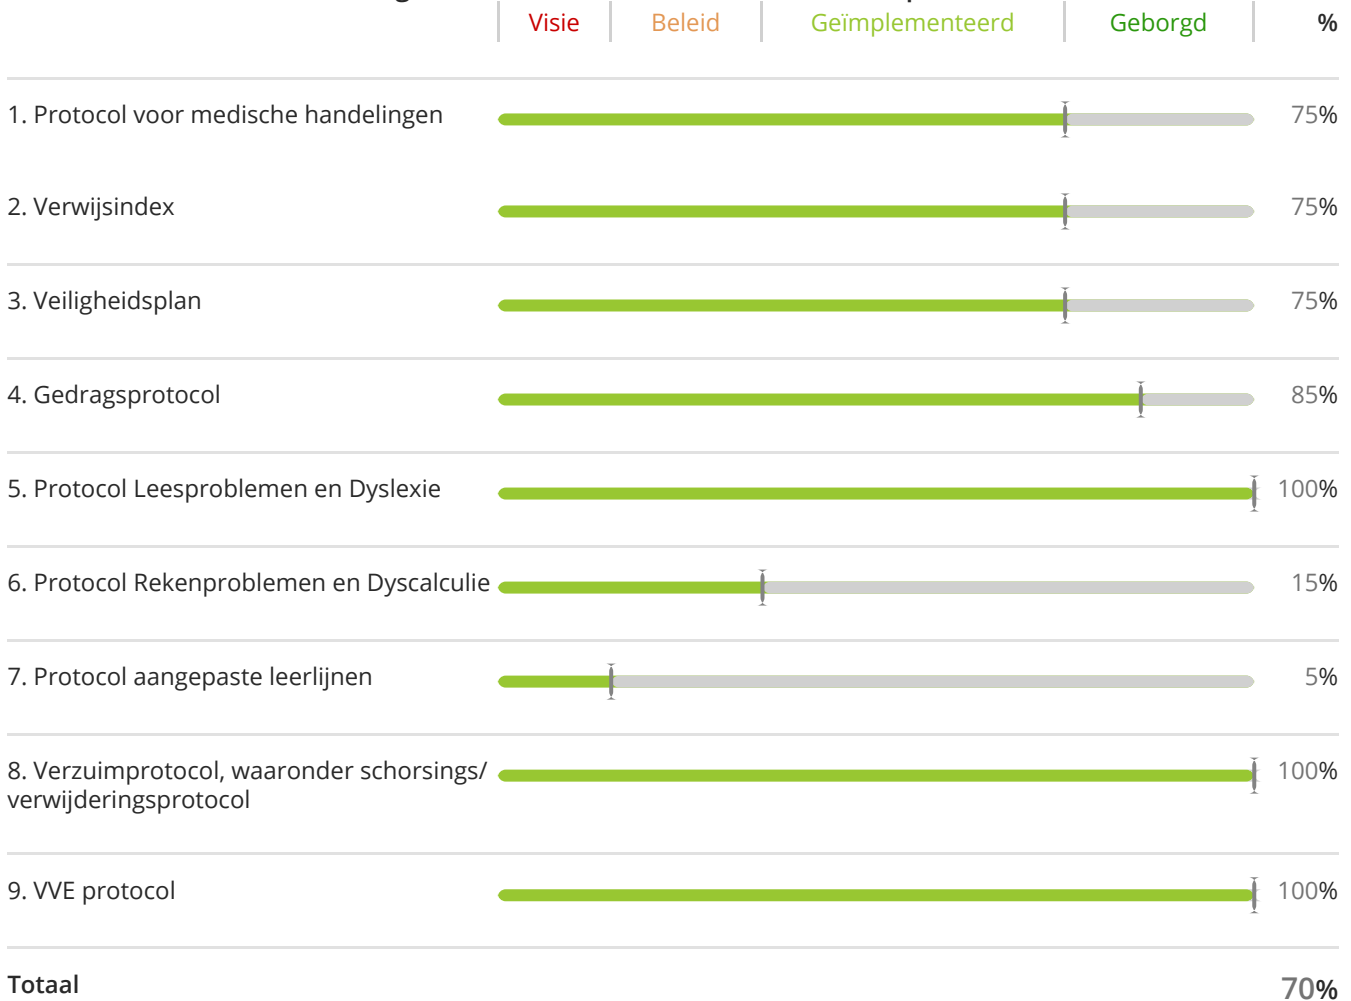 Visie Beleid Geïmplementeerd Geborgd %
1. Protocol voor medische handelingen 75%
2. Verwijsindex 75%
3. Veiligheidsplan 75%
4. Gedragsprotocol 85%
5. Protocol Leesproblemen en Dyslexie 100%
6. Protocol Rekenproblemen en Dyscalculie 15%
7. Protocol aangepaste leerlijnen 5%
8. Verzuimprotocol, waaronder schorsings/ 100%
verwijderingsprotocol
9. VVE protocol 100%
Totaal 70%